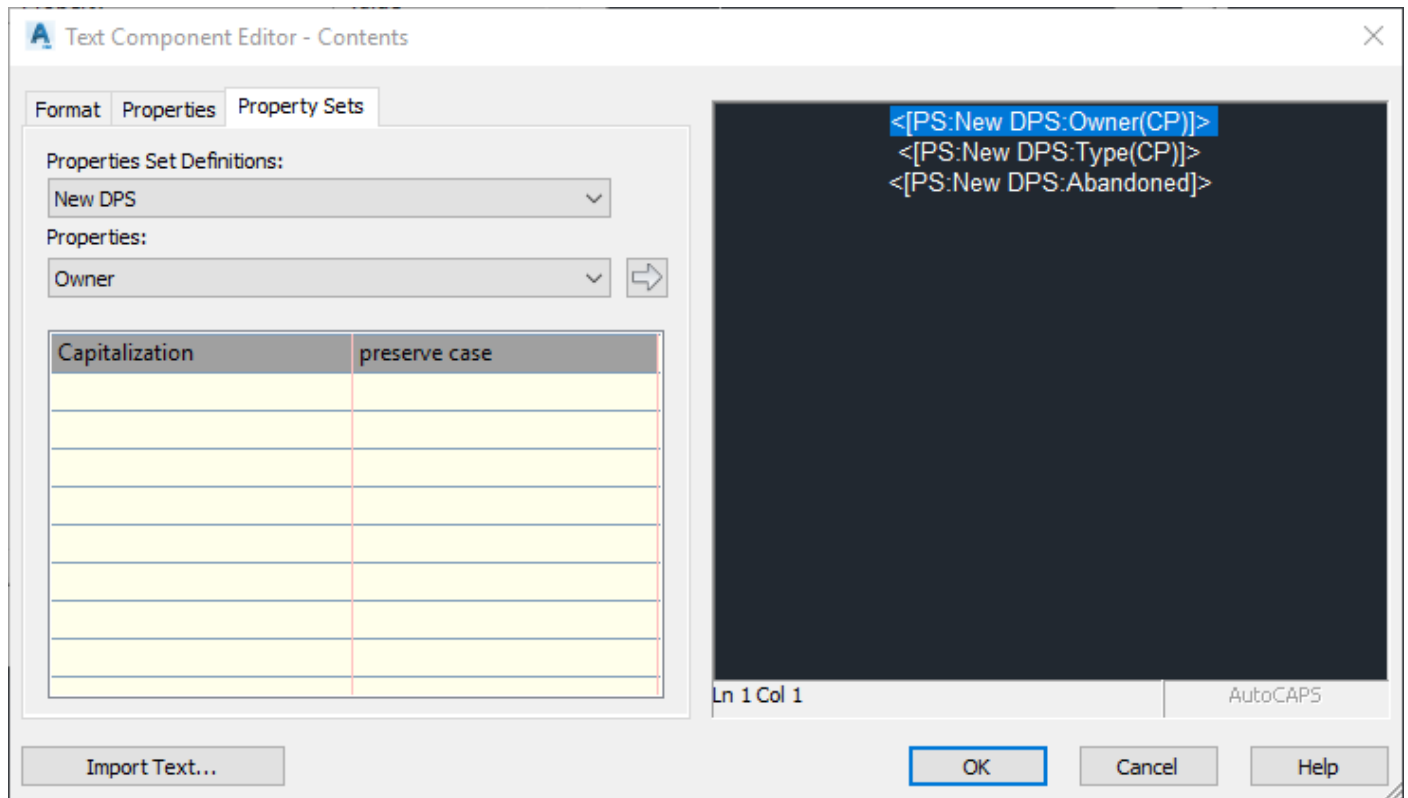 Text Component Editor - Contents
Format Properties Property Sets
Properties Set Definitions:
New DPS
Properties:
Owner
Capitalization preserve case
<[PS:New DPS:Owner(CP)]>
<[PS:New DPS:Type(CP)]>
<[PS:New DPS:Abandoned]>
Ln 1 Col 1 AutoCAPS
Import Text... OK Cancel Help